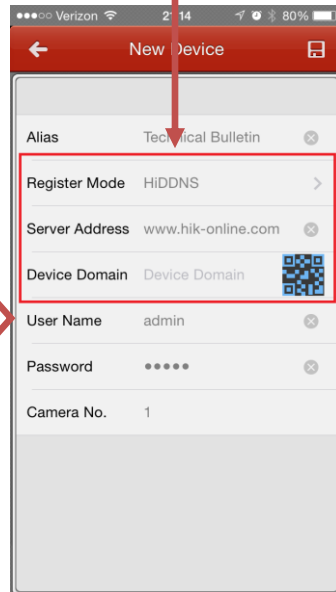 Verizon 21:14 80%
New Device
Alias Technical Bulletin
Register Mode HiDDNS
Server Address www.hik-online.com
Device Domain Device Domain
User Name admin
Password •••••
Camera No. 1